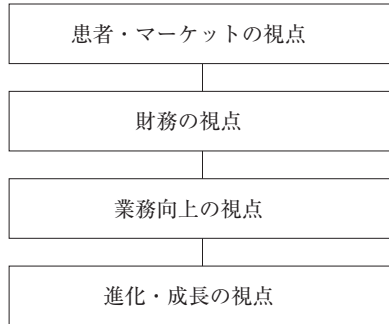 患者・マーケットの視点
財務の視点
業務向上の視点
進化・成長の視点